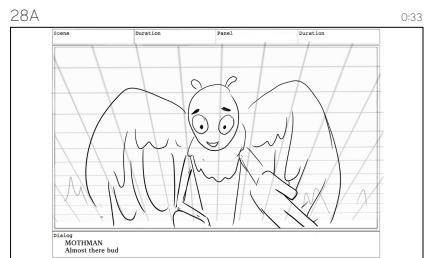 28A 0:33
Scene Duration Panel Duration
Dialog
MOTHMAN
Almost there bud